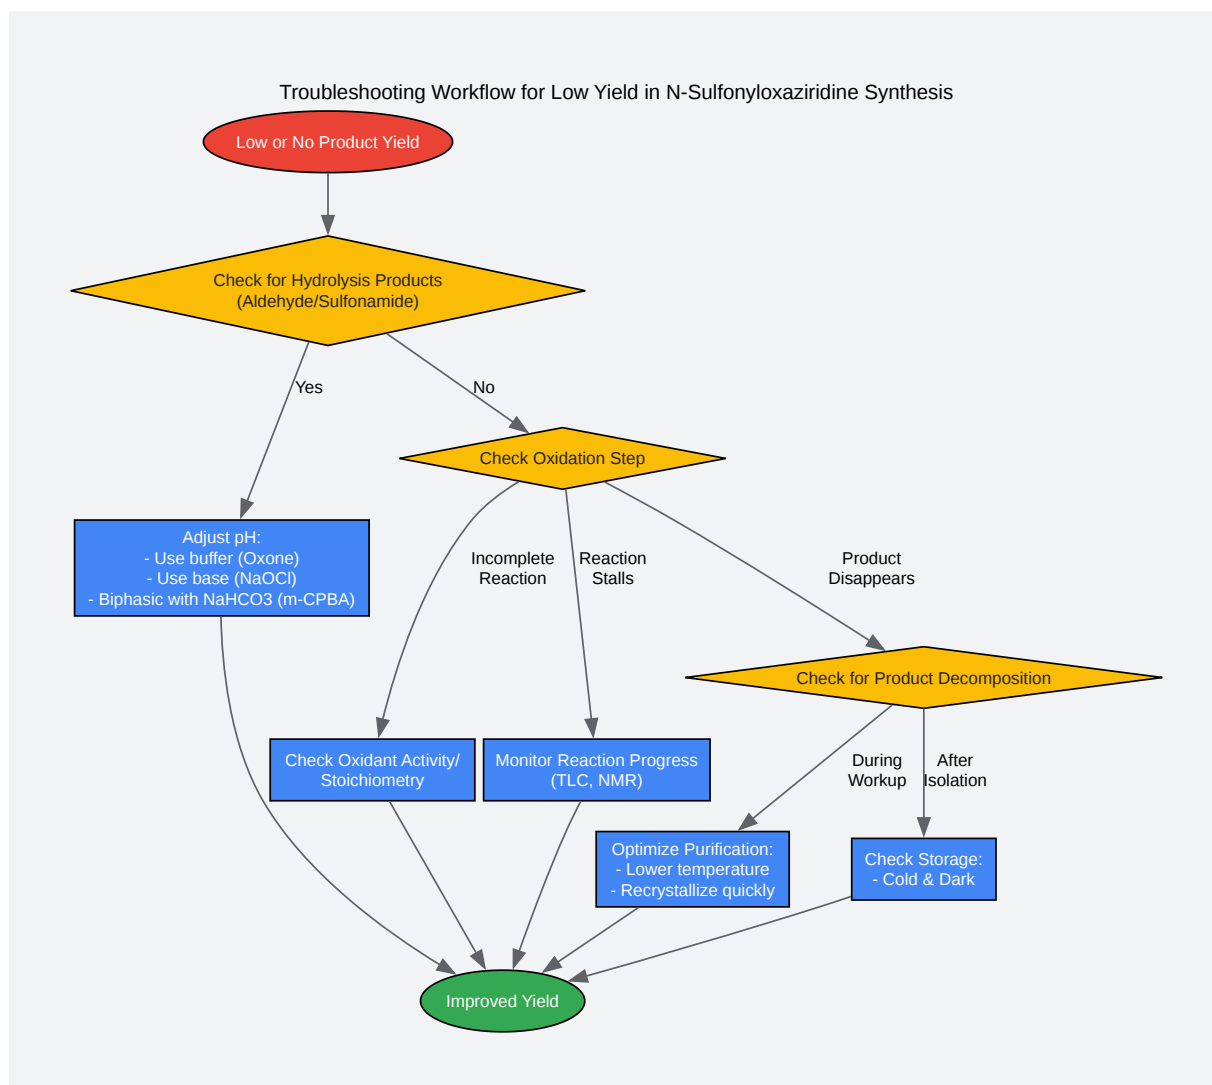 Troubleshooting Workflow for Low Yield in N-Sulfonyloxaziridine Synthesis
Low or No Product Yield
Check for Hydrolysis Products
(Aldehyde/Sulfonamide)
Yes
No
Check Oxidation Step
Adjust pH:
- Use buffer (Oxone)
- Use base (NaOCl)
- Biphasic with NaHCO3 (m-CPBA)
Incomplete
Reaction
Reaction
Stalls
Product
Disappears
Check for Product Decomposition
Check Oxidant Activity/
Stoichiometry
Monitor Reaction Progress
(TLC, NMR)
During
Workup
After
Isolation
Optimize Purification:
- Lower temperature
- Recrystallize quickly
Check Storage:
- Cold & Dark
Improved Yield